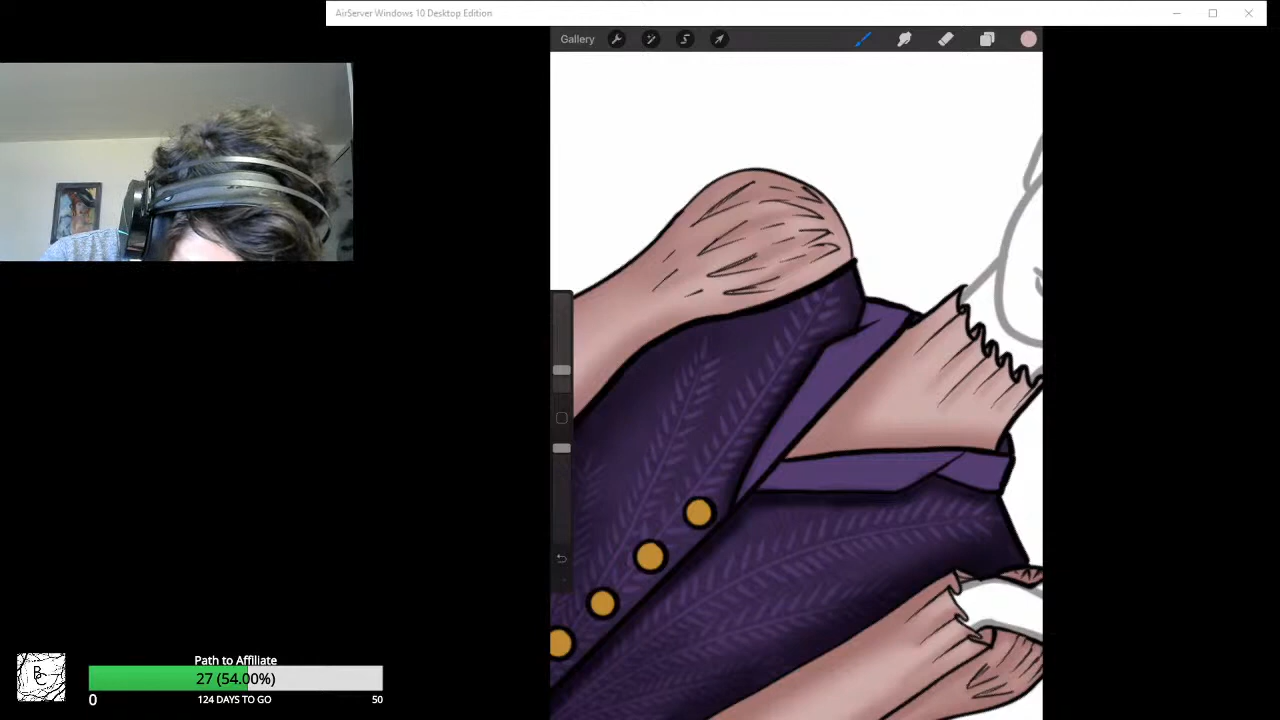 AirServer Windows 10 Desktop Edition
Gallery
Path to Affiliate
27 (54.00%)
0
124 DAYS TO GO
50